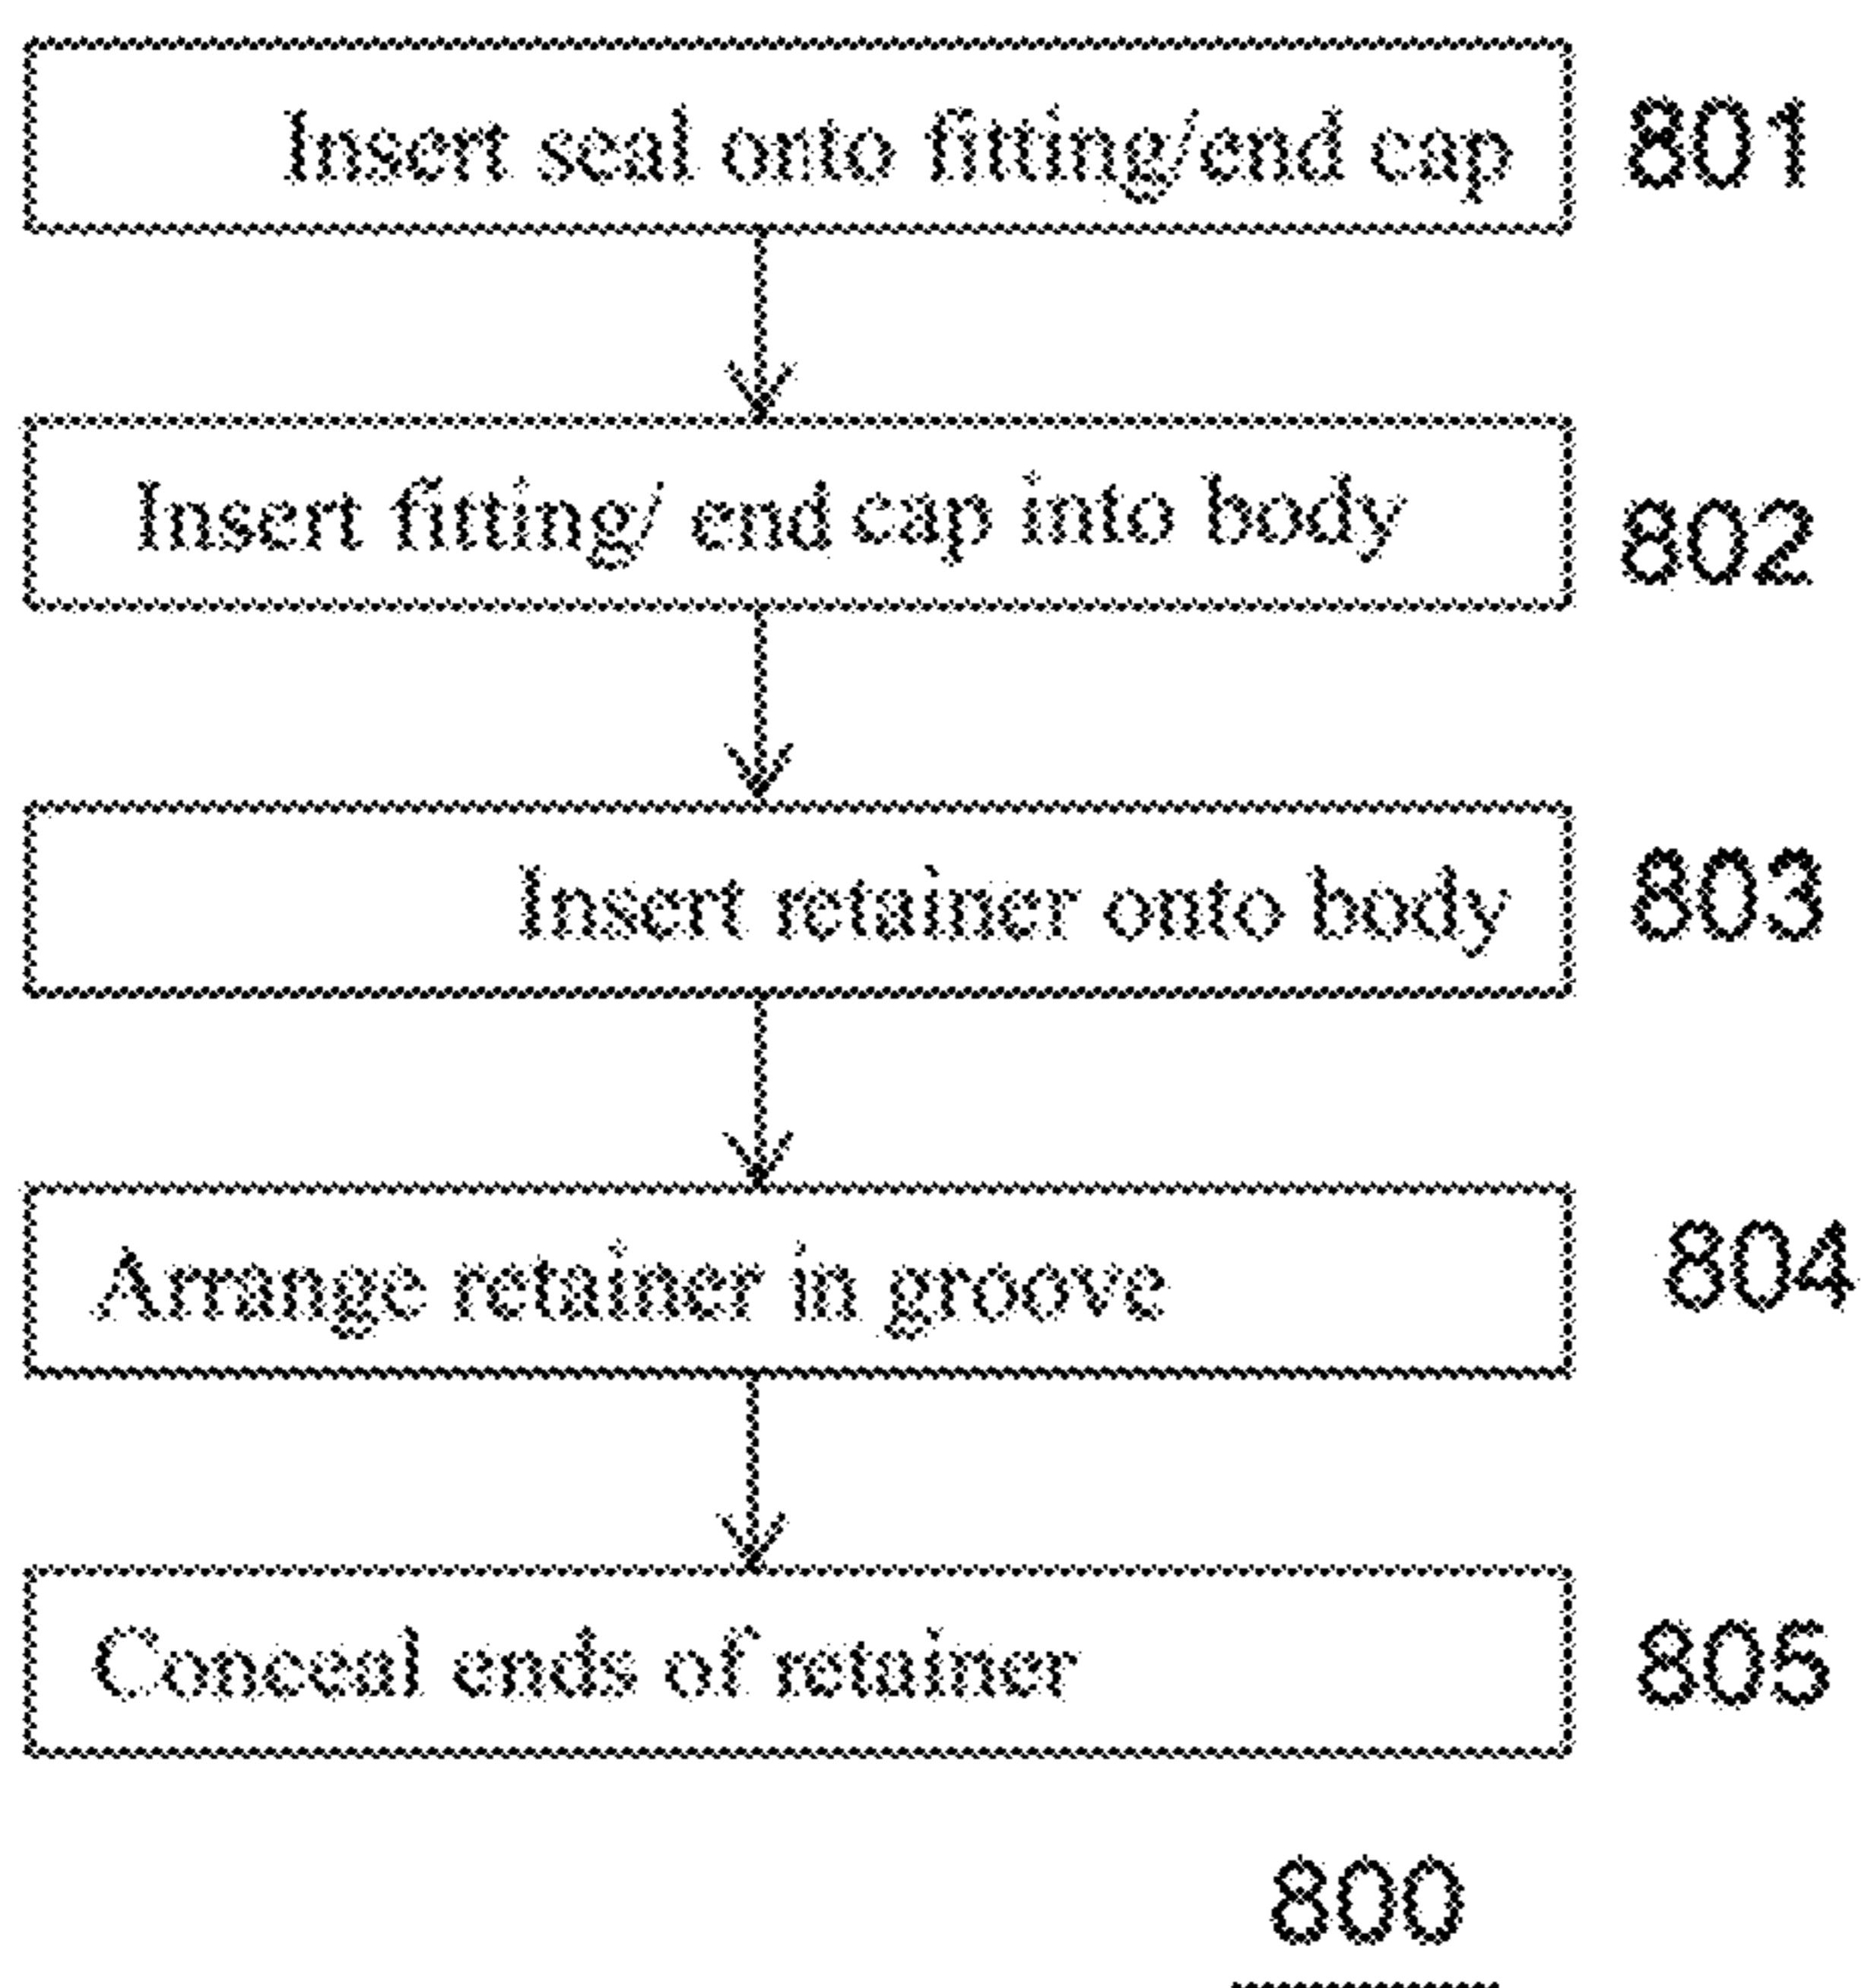 Insert seal onto fitting/end cap 801
Insert fitting/ end cap into body 802
Insert retainer onto body 803
Arrange retainer in groove 804
Conceal ends of retainer 805
800